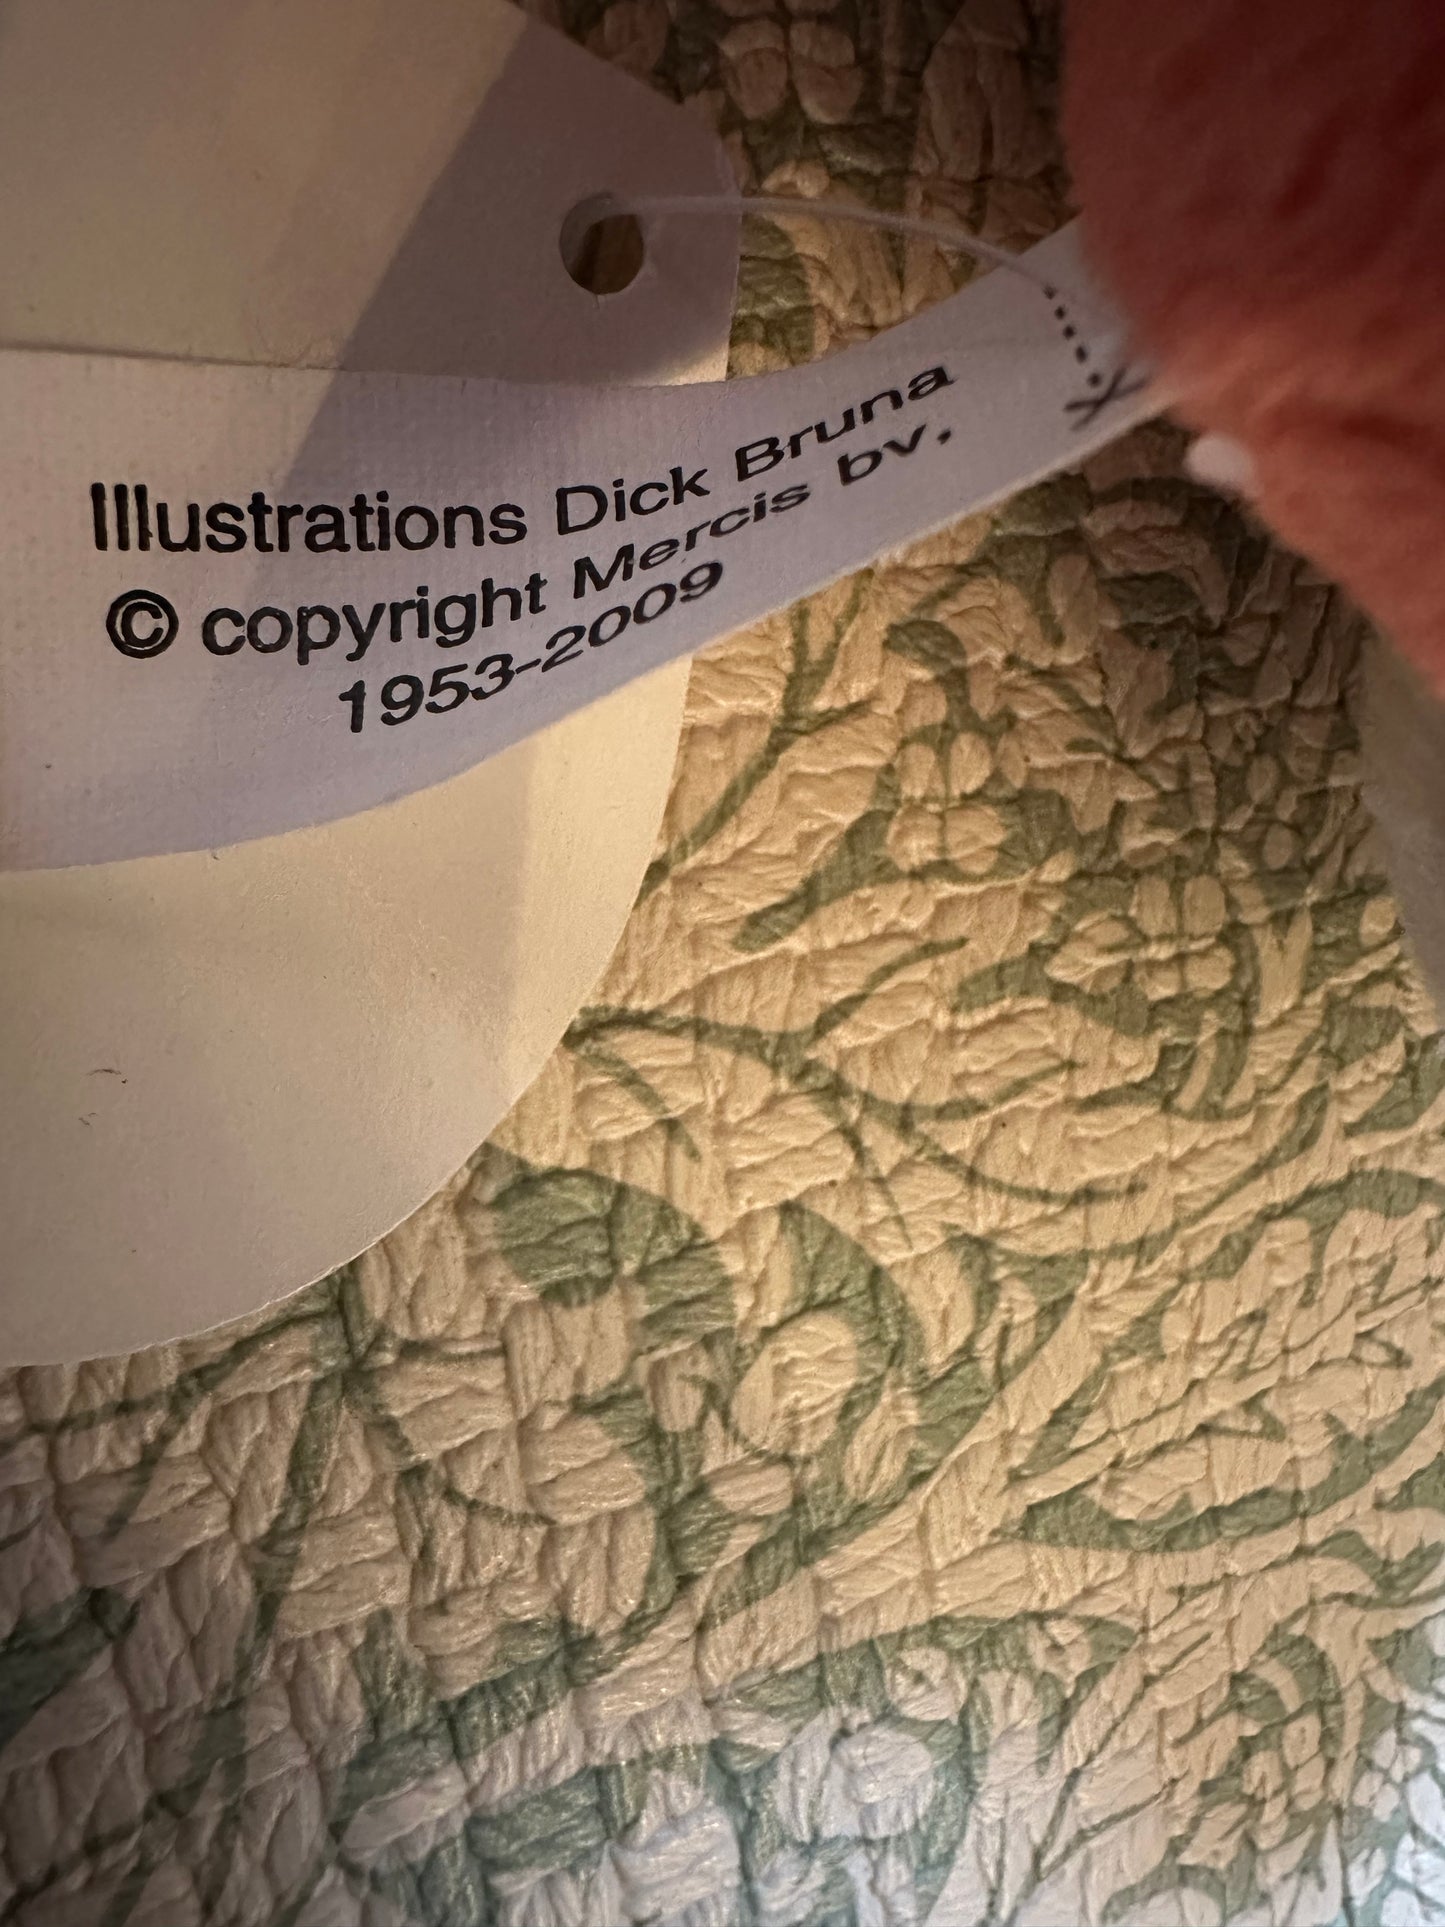 Illustrations Dick Bruna
© copyright Mercis bv,
1953-2009